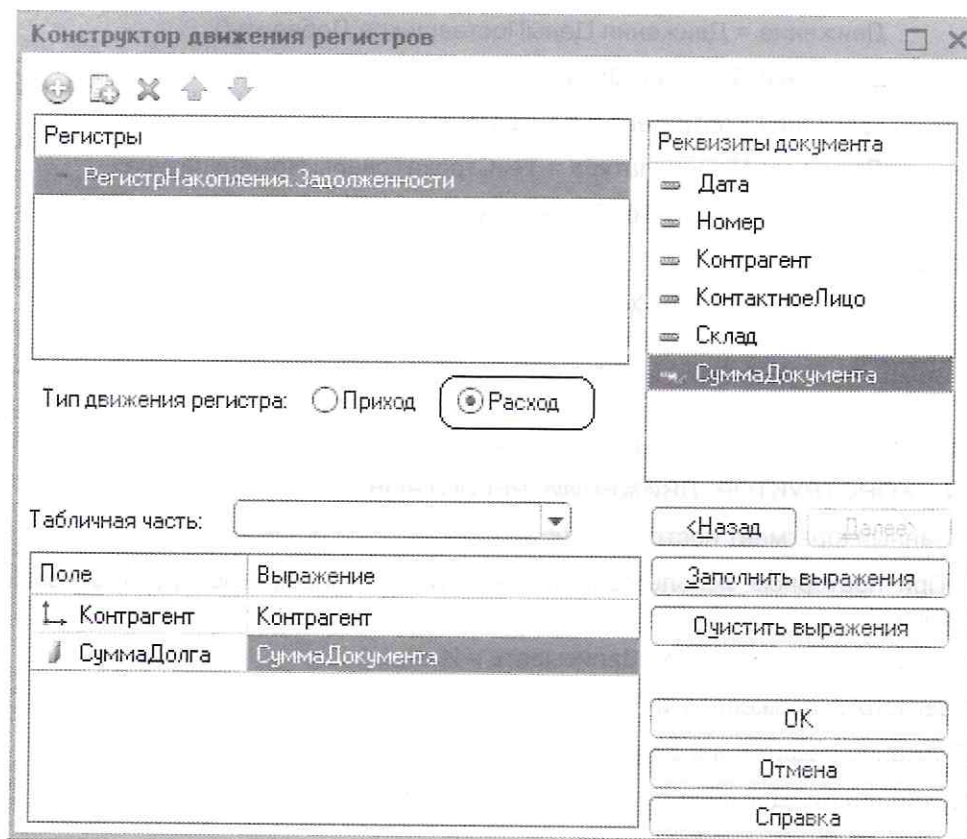 Конструктор движения регистров
Регистры
РегистрНакопления.Задолженности
Реквизиты документа
Дата
Номер
Контрагент
КонтактноеЛицо
Склад
СуммаДокумента
Тип движения регистра: Приход Расход
Табличная часть:
<Назад Далее>
Поле Выражение
Контрагент Контрагент
СуммаДолга СуммаДокумента
Заполнить выражения
Очистить выражения
OK
Отмена
Справка